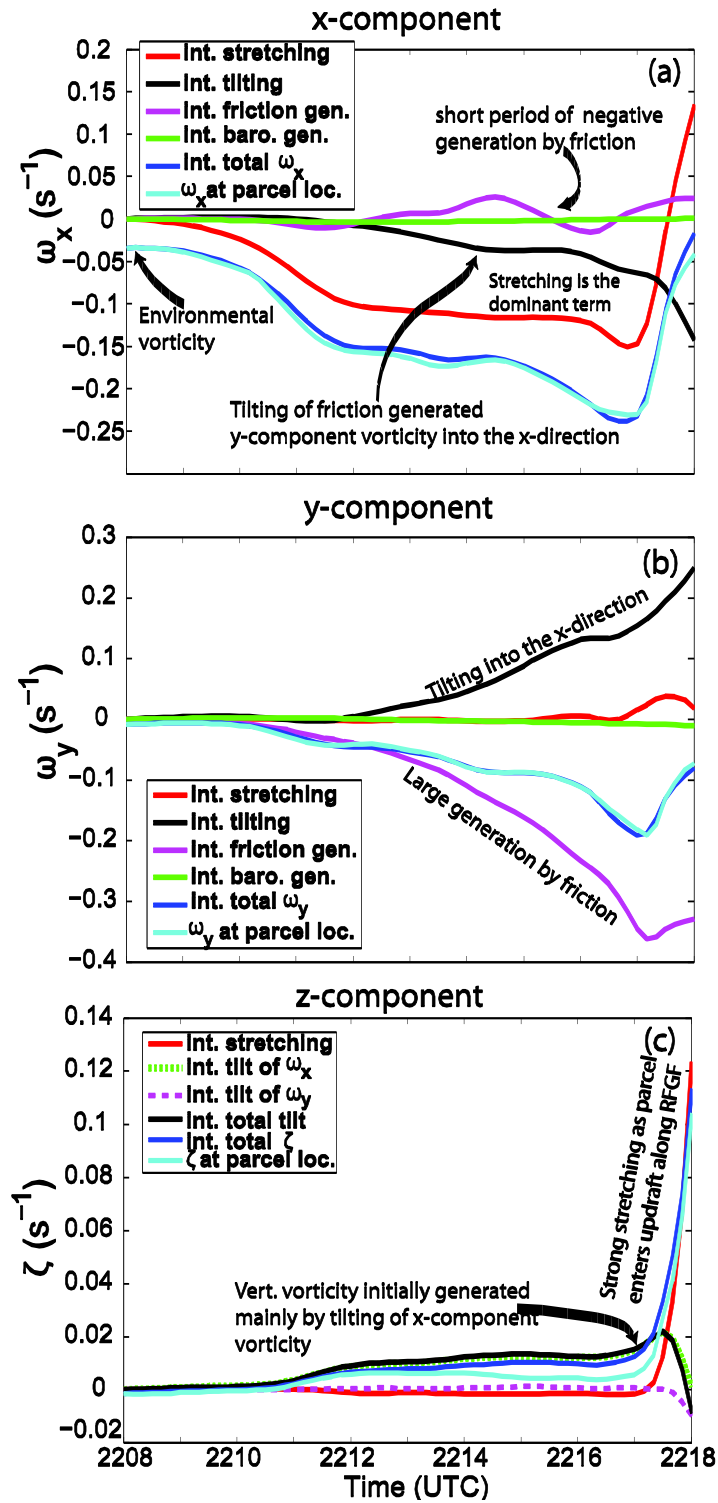 x-component
(a)
Int. stretching
Int. tilting
Int. friction gen.
Int. baro. gen.
Int. total ωx
ωx at parcel loc.
short period of negative
generation by friction
Environmental
vorticity
Stretching is the
dominant term
Tilting of friction generated
y-component vorticity into the x-direction
ωx (s−1)
0.2
0.15
0.1
0.05
0
−0.05
−0.1
−0.15
−0.2
−0.25
y-component
(b)
Tilting into the x-direction
Large generation by friction
Int. stretching
Int. tilting
Int. friction gen.
Int. baro. gen.
Int. total ωy
ωy at parcel loc.
ωy (s−1)
0.3
0.2
0.1
0
−0.1
−0.2
−0.3
−0.4
z-component
(c)
Int. stretching
Int. tilt of ωx
Int. tilt of ωy
Int. total tilt
Int. total ζ
ζ at parcel loc.
Strong stretching as parcel
enters updraft along RFGF
Vert. vorticity initially generated
mainly by tilting of x-component
vorticity
ζ (s−1)
0.14
0.12
0.1
0.08
0.06
0.04
0.02
0
−0.02
2208 2210 2212 2214 2217 2218
Time (UTC)